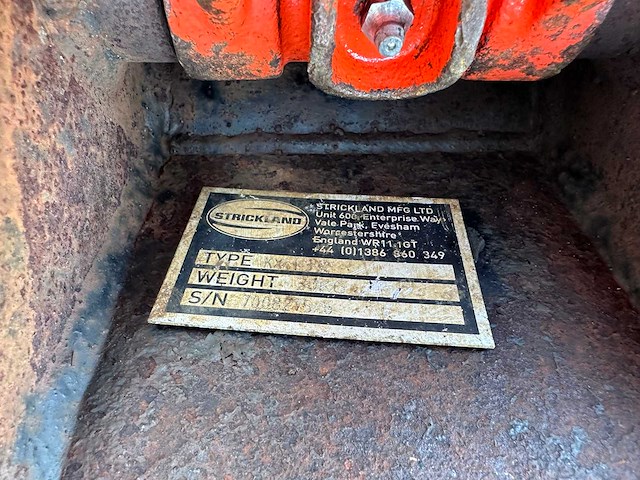 STRICKLAND
STRICKLAND MFG LTD
Unit 600, Enterprise Way
Vale Park, Evesham
Worcestershire
England WR11 1GT
+44 (0)1386 860 349
TYPE
WEIGHT
S/N